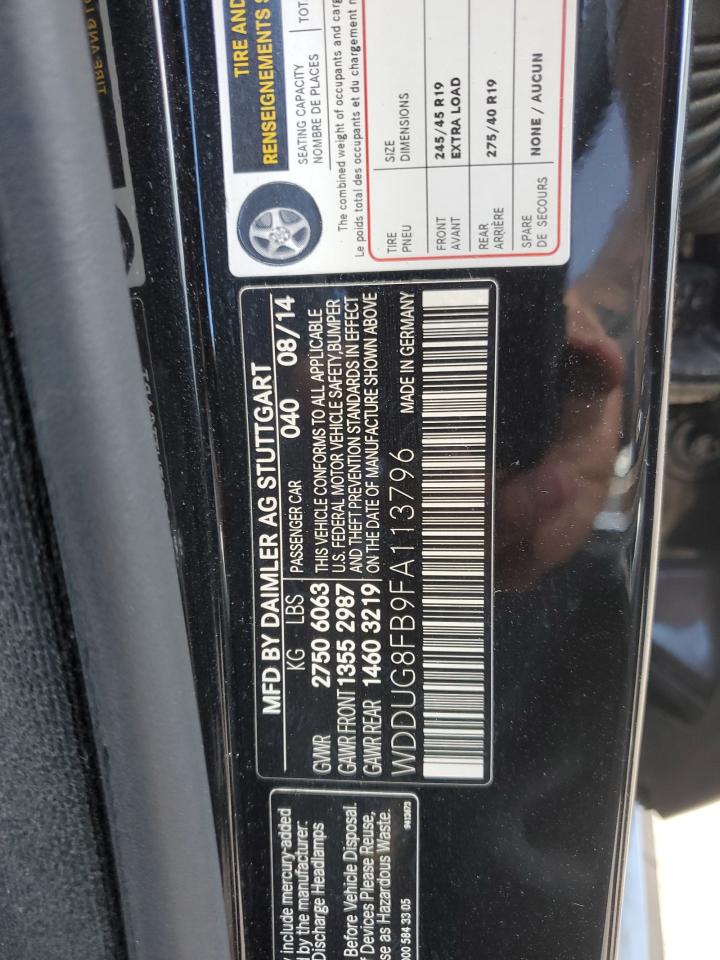 MFD BY DAIMLER AG STUTTGART
KG LBS PASSENGER CAR 040 08/14
GVWR 2750 6063
GAWR FRONT 1355 2987
GAWR REAR 1460 3219
THIS VEHICLE CONFORMS TO ALL APPLICABLE
U.S. FEDERAL MOTOR VEHICLE SAFETY,BUMPER
AND THEFT PREVENTION STANDARDS IN EFFECT
ON THE DATE OF MANUFACTURE SHOWN ABOVE
WDDUG8FB9FA113796 MADE IN GERMANY
TIRE AND
RENSEIGNEMENTS S
SEATING CAPACITY
NOMBRE DE PLACES
TOT
The combined weight of occupants and carg
Le poids total des occupants et du chargement
TIRE SIZE
PNEU DIMENSIONS
FRONT 245/45 R19
AVANT EXTRA LOAD
REAR 275/40 R19
ARRIÈRE
SPARE NONE / AUCUN
DE SECOURS
include mercury-added
by the manufacturer:
Discharge Headlamps
Before Vehicle Disposal.
Devices Please Reuse,
as Hazardous Waste.
000 584 33 05